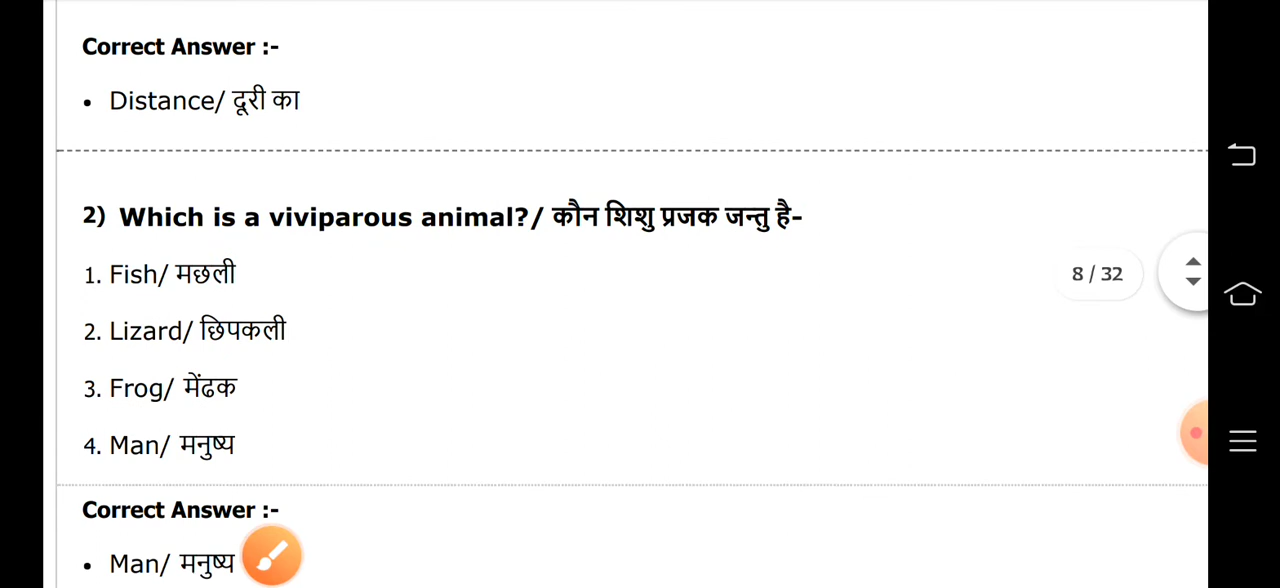 Correct Answer :-
• Distance/ दूरी का
2) Which is a viviparous animal?/ कौन शिशु प्रजक जन्तु है-
1. Fish/ मछली
8 / 32
2. Lizard/ छिपकली
3. Frog/ मेंढक
4. Man/ मनुष्य
Correct Answer :-
• Man/ मनुष्य